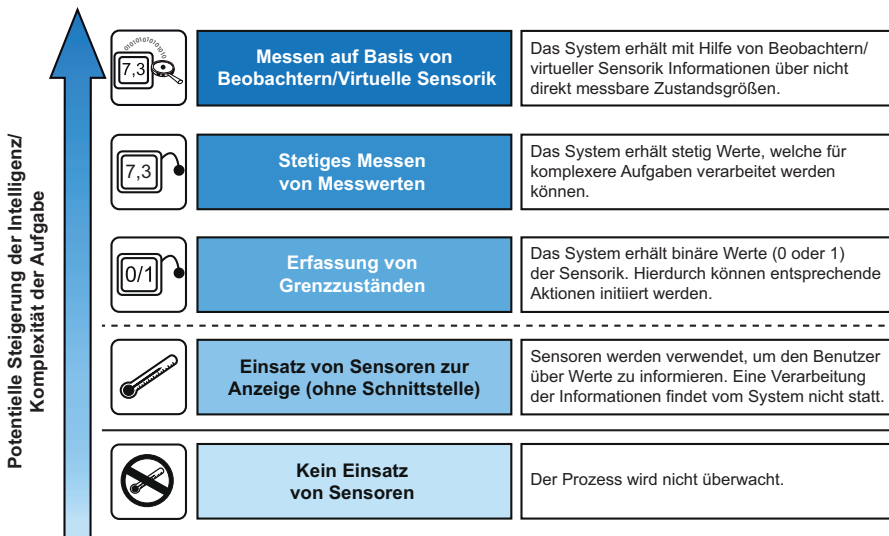 Potentielle Steigerung der Intelligenz/
Komplexität der Aufgabe
010101010101010
7,3
Messen auf Basis von
Beobachtern/Virtuelle Sensorik
Das System erhält mit Hilfe von Beobachtern/
virtueller Sensorik Informationen über nicht
direkt messbare Zustandsgrößen.
7,3
Stetiges Messen
von Messwerten
Das System erhält stetig Werte, welche für
komplexere Aufgaben verarbeitet werden
können.
0/1
Erfassung von
Grenzzuständen
Das System erhält binäre Werte (0 oder 1)
der Sensorik. Hierdurch können entsprechende
Aktionen initiiert werden.
Einsatz von Sensoren zur
Anzeige (ohne Schnittstelle)
Sensoren werden verwendet, um den Benutzer
über Werte zu informieren. Eine Verarbeitung
der Informationen findet vom System nicht statt.
Kein Einsatz
von Sensoren
Der Prozess wird nicht überwacht.